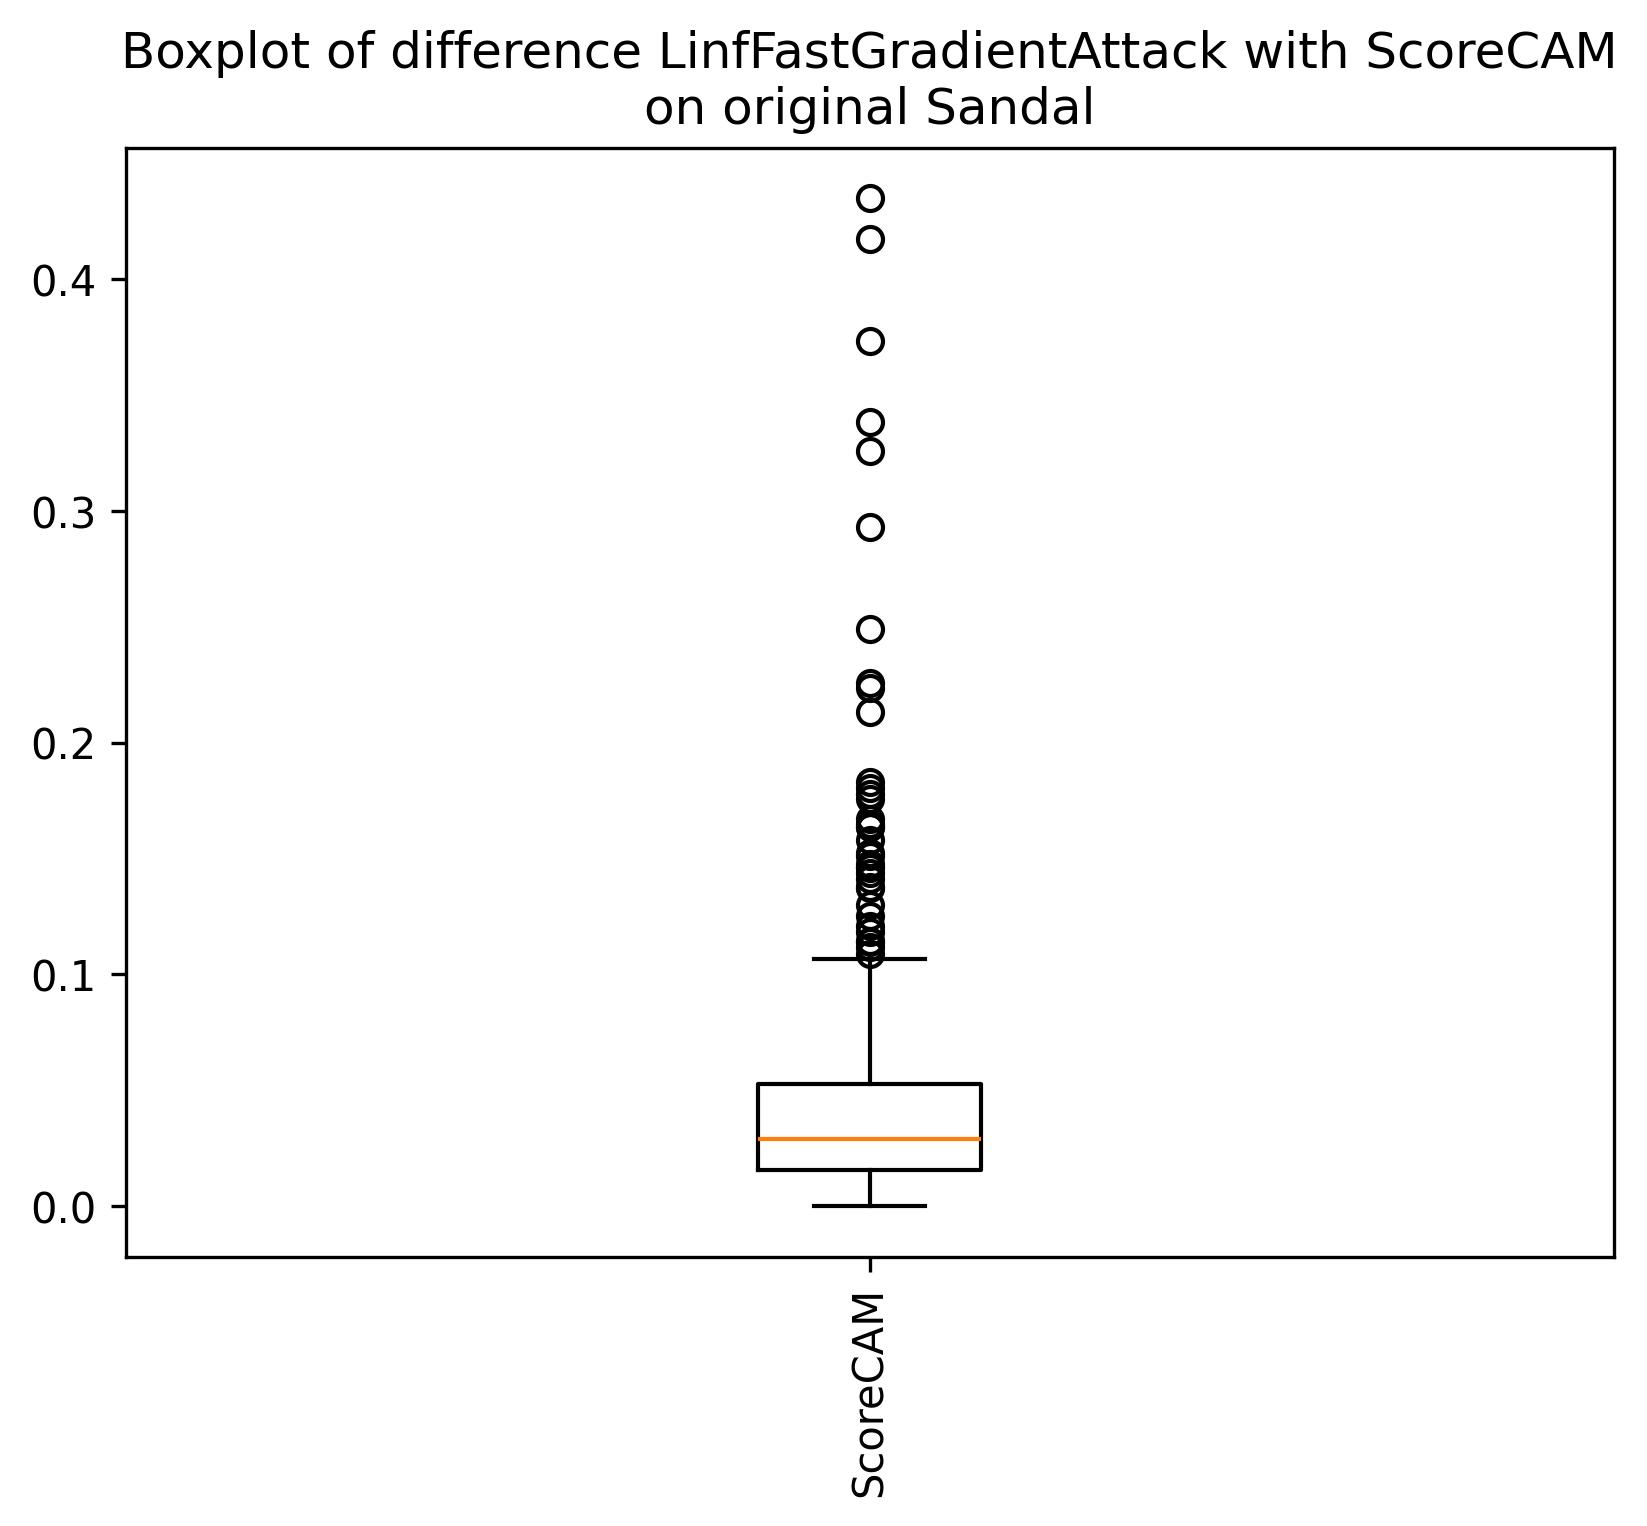 Boxplot of difference LinfFastGradientAttack with ScoreCAM
on original Sandal
0.4
0.3
0.2
0.1
0.0
ScoreCAM